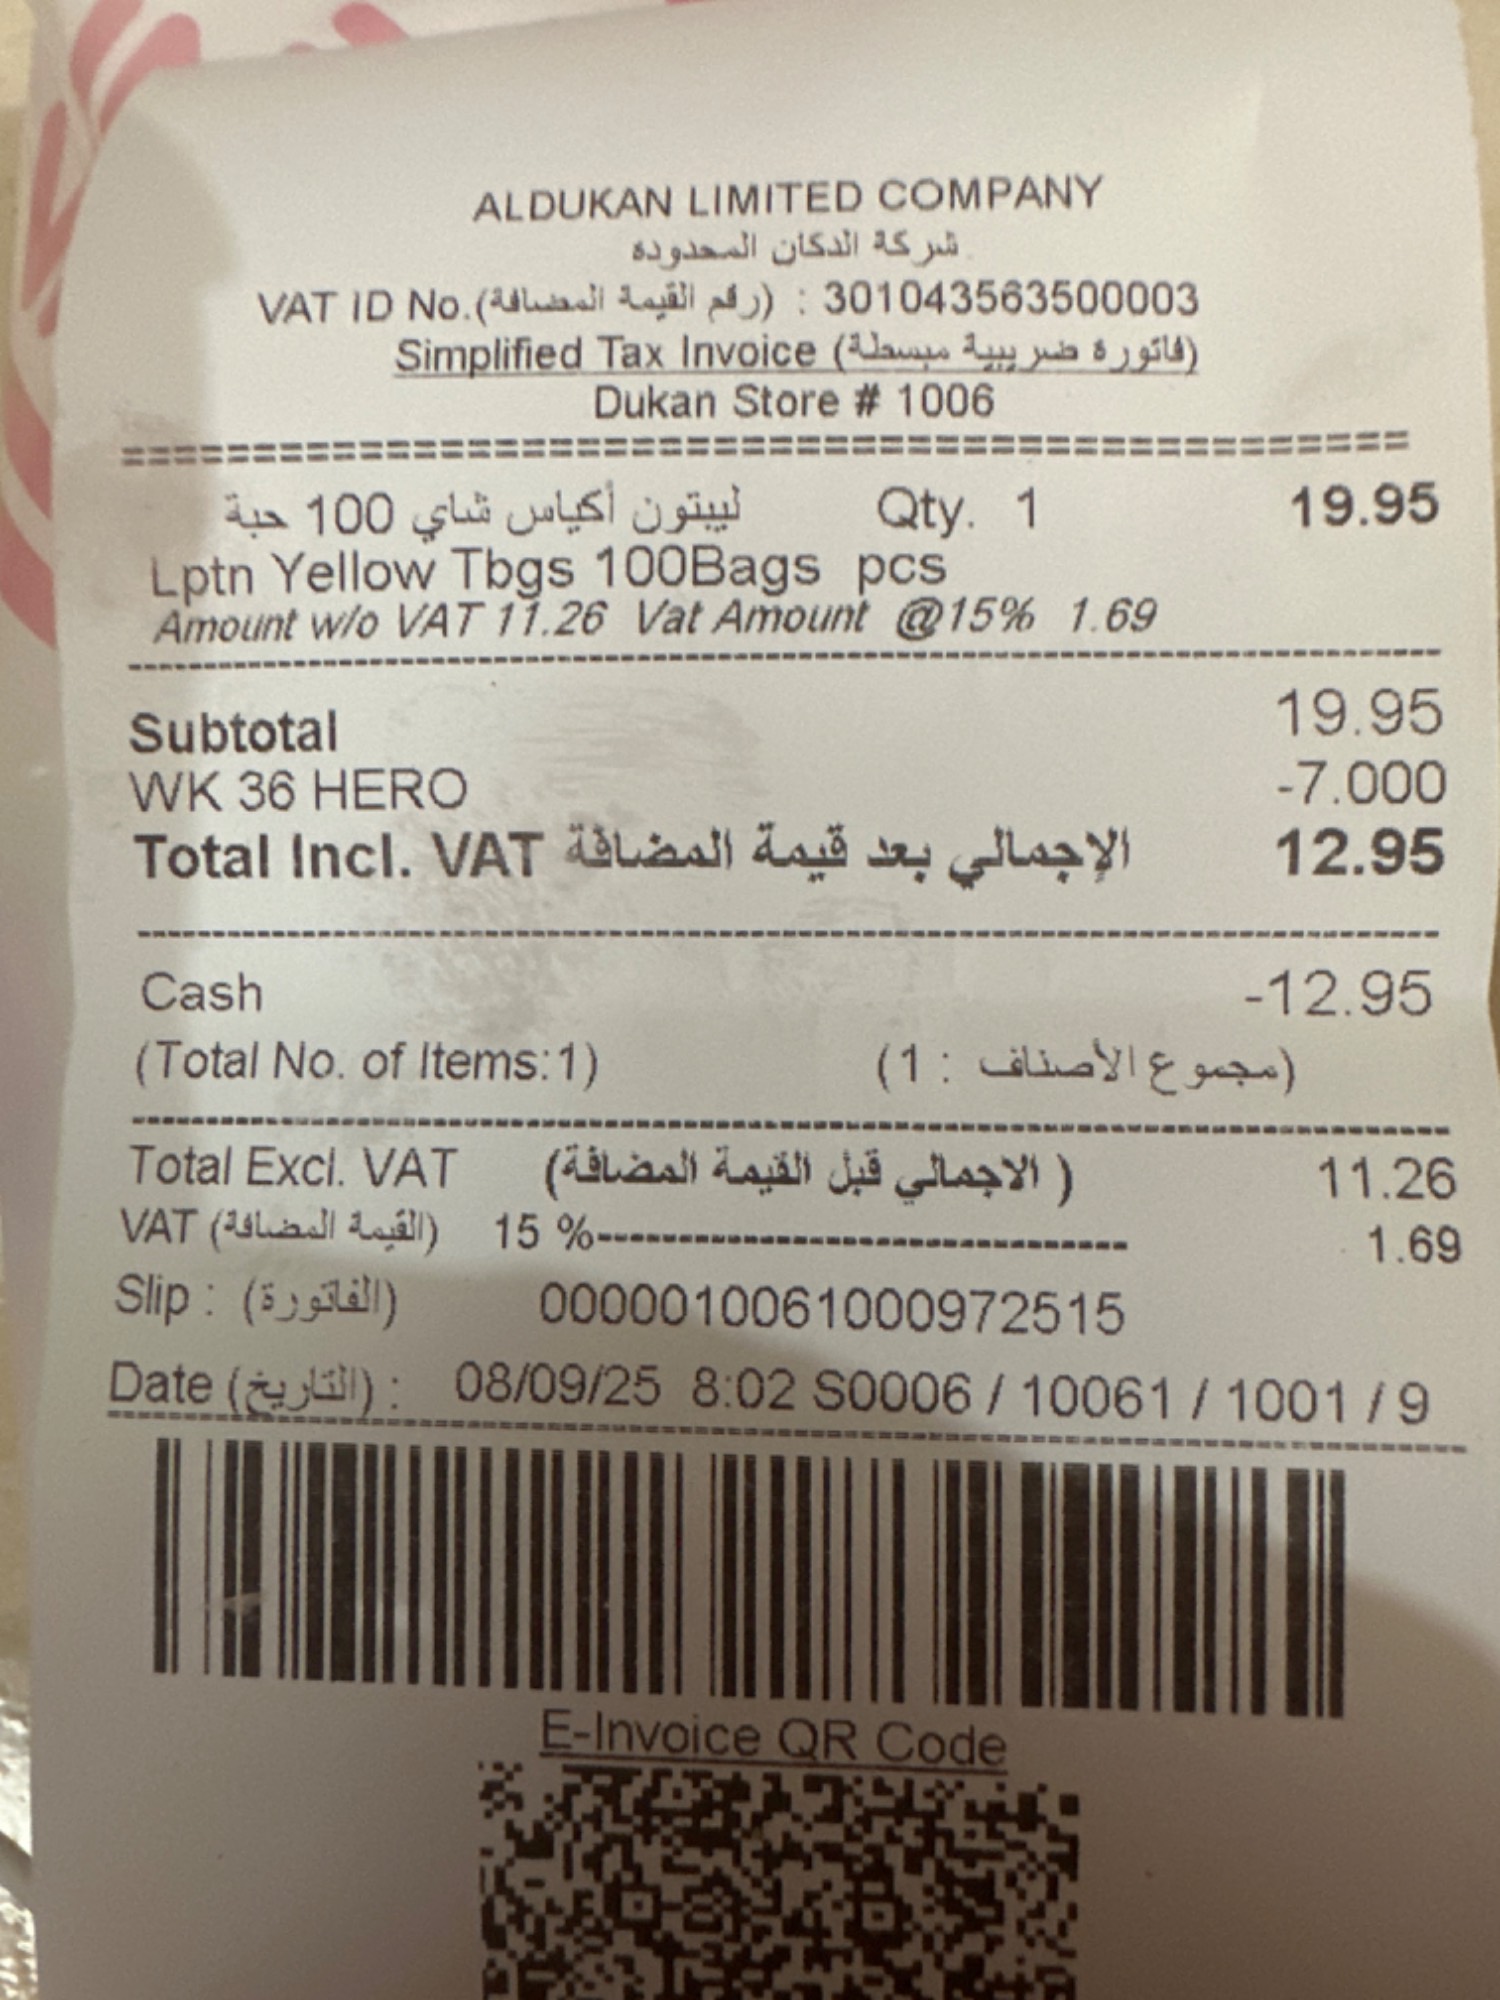 ALDUKAN LIMITED COMPANY
شركة الدكان المحدوده
VAT ID No.(رقم القيمة المضافة) : 301043563500003
Simplified Tax Invoice (فاتورة ضريبية مبسطة)
Dukan Store # 1006
ليبتون أكياس شاي 100 حبة Qty. 1 19.95
Lptn Yellow Tbgs 100Bags pcs
Amount w/o VAT 11.26 Vat Amount @15% 1.69
Subtotal 19.95
WK 36 HERO -7.000
Total Incl. VAT الإجمالي بعد قيمة المضافة 12.95
Cash -12.95
(Total No. of Items:1) (مجموع الأصناف : 1)
Total Excl. VAT (الاجمالي قبل القيمة المضافة) 11.26
VAT (القيمة المضافة) 15 %------------------------------ 1.69
Slip : (الفاتورة) 0000010061000972515
Date (التاريخ) : 08/09/25 8:02 S0006 / 10061 / 1001 / 9
E-Invoice QR Code